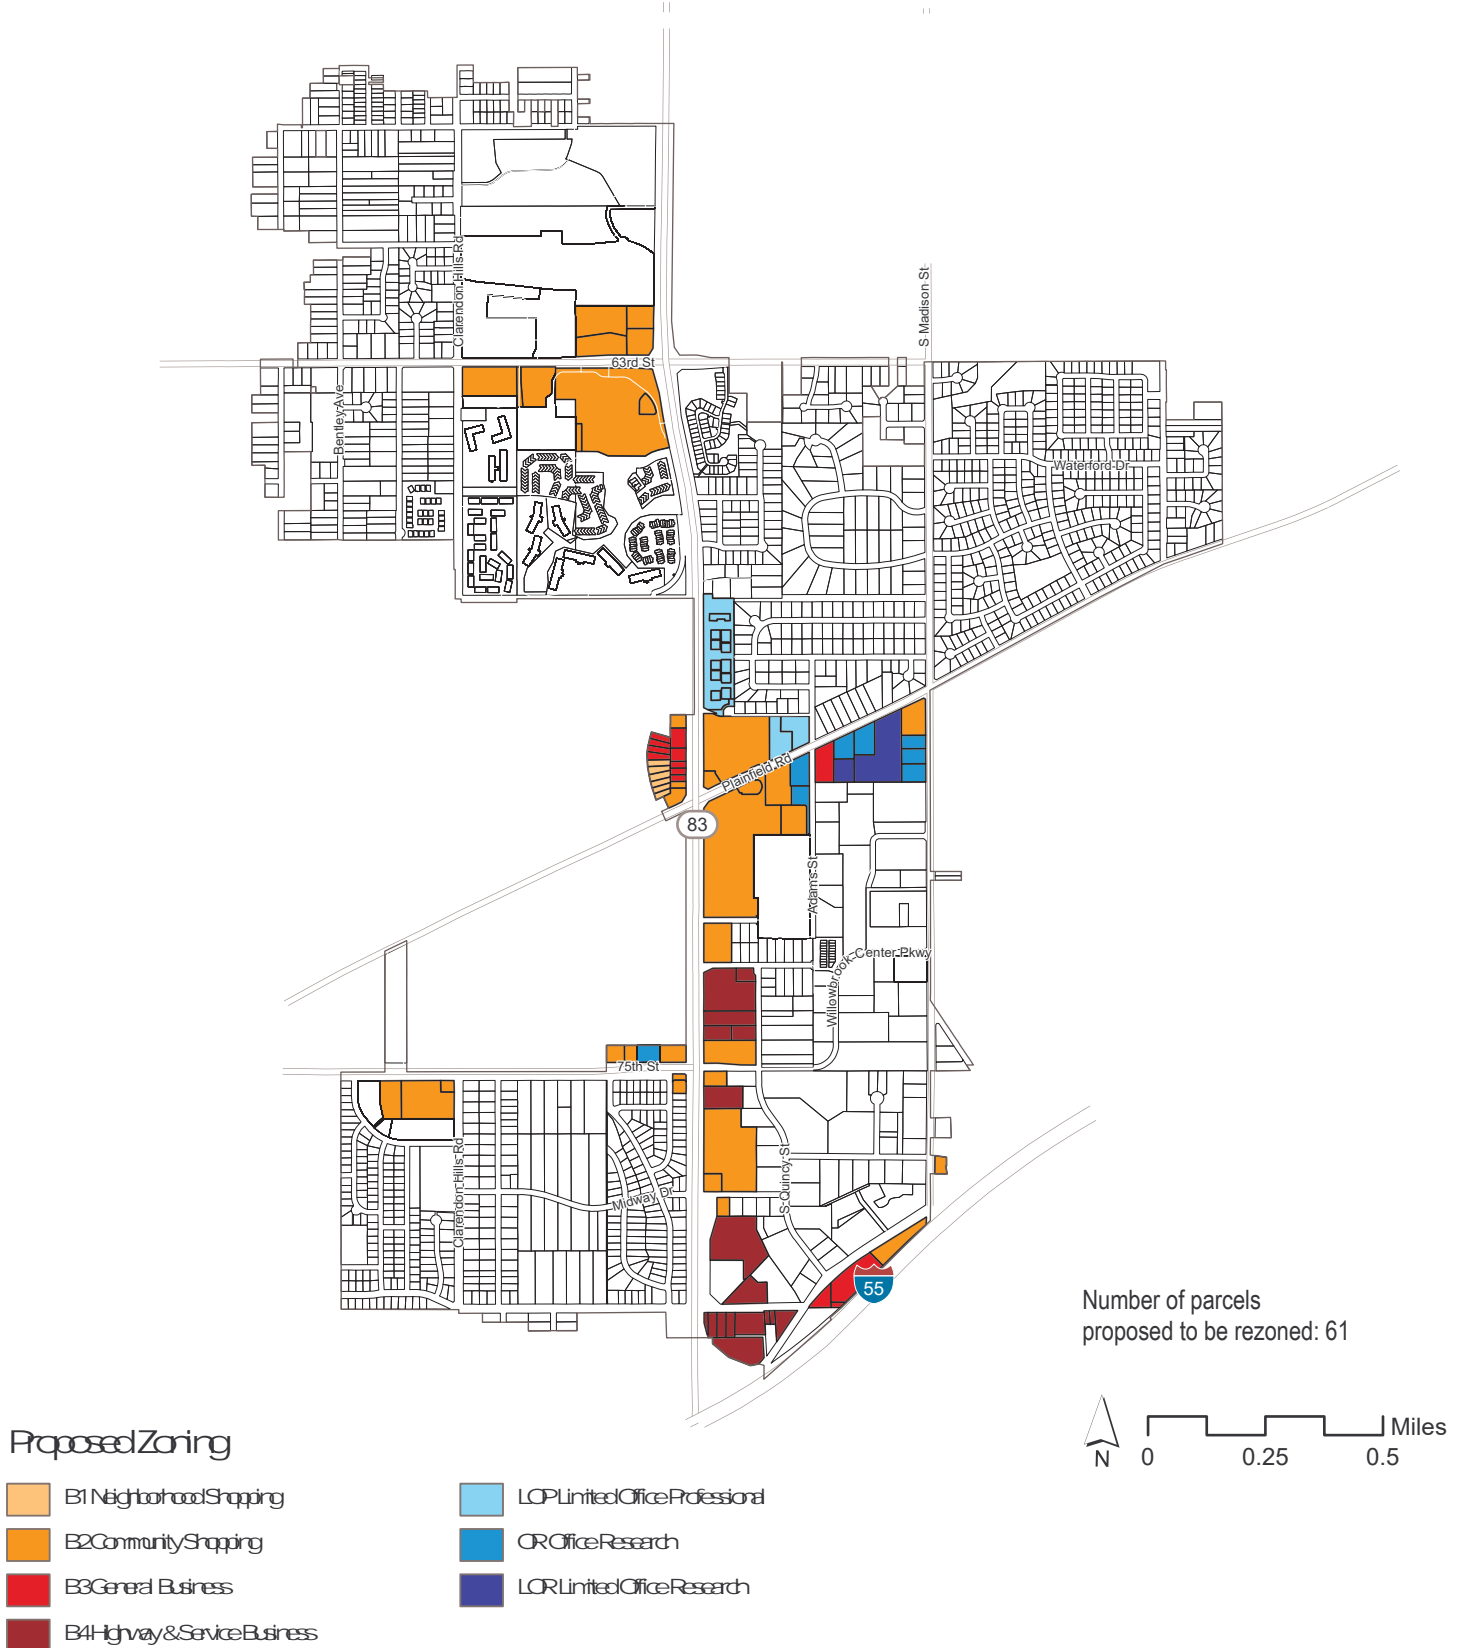 Clarendon Hills Rd
S Madison St
63rd St
Bentley Ave
Waterford Dr
Plainfield Rd
83
Adams St
Willowbrook Center Pkwy
75th St
S Quincy St
Clarendon Hills Rd
Midway Dr
55
Number of parcels
proposed to be rezoned: 61
N
0 0.25 0.5 Miles
Proposed Zoning
B1 Neighborhood Shopping
B2 Community Shopping
B3 General Business
B4 Highway & Service Business
LOP Limited Office Professional
OR Office Research
LOR Limited Office Research